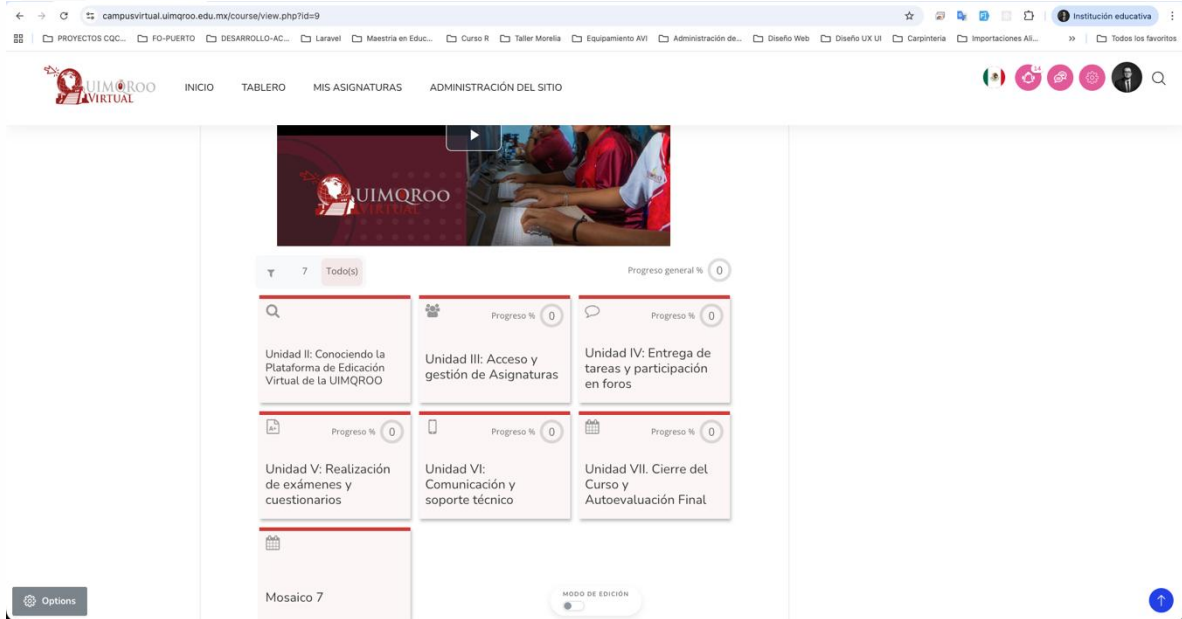 campusvirtual.uimqroo.edu.mx/course/view.php?id=9
Institución educativa
PROYECTOS CQC... FO-PUERTO DESARROLLO-AC... Laravel Maestria en Educ... Curso R Taller Morelia Equipamiento AVI Administración de... Diseño Web Diseño UX UI Carpinteria Importaciones Ali... » Todos los favoritos
UIMQROO
VIRTUAL
INICIO TABLERO MIS ASIGNATURAS ADMINISTRACIÓN DEL SITIO
UIMQROO
VIRTUAL
7 Todo(s)
Progreso general % 0
Unidad II: Conociendo la
Plataforma de Edicación
Virtual de la UIMQROO
Progreso % 0
Unidad III: Acceso y
gestión de Asignaturas
Progreso % 0
Unidad IV: Entrega de
tareas y participación
en foros
A+
Progreso % 0
Unidad V: Realización
de exámenes y
cuestionarios
Progreso % 0
Unidad VI:
Comunicación y
soporte técnico
Progreso % 0
Unidad VII. Cierre del
Curso y
Autoevaluación Final
Mosaico 7
Options
MODO DE EDICIÓN